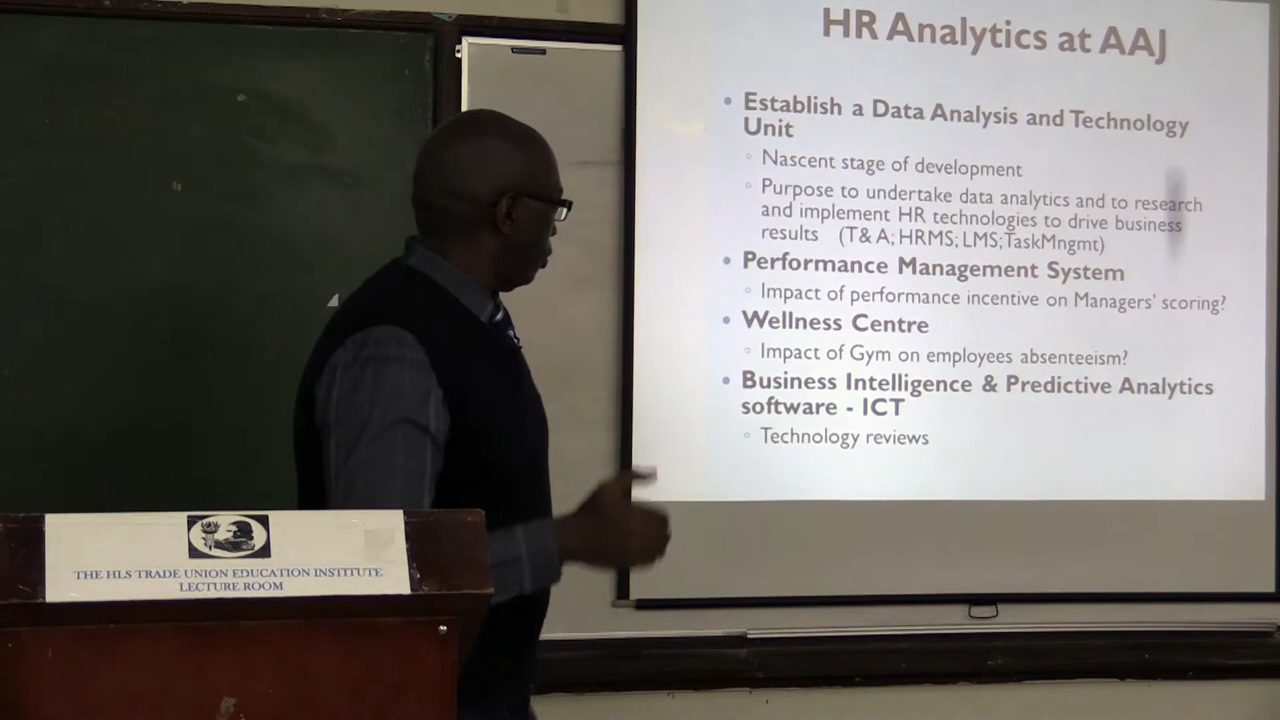 HR Analytics at AAJ
• Establish a Data Analysis and Technology
Unit
◦ Nascent stage of development
◦ Purpose to undertake data analytics and to research
and implement HR technologies to drive business
results (T& A; HRMS; LMS;TaskMngmt)
• Performance Management System
◦ Impact of performance incentive on Managers' scoring?
• Wellness Centre
◦ Impact of Gym on employees absenteeism?
• Business Intelligence & Predictive Analytics
software - ICT
◦ Technology reviews
THE HLS TRADE UNION EDUCATION INSTITUTE
LECTURE ROOM